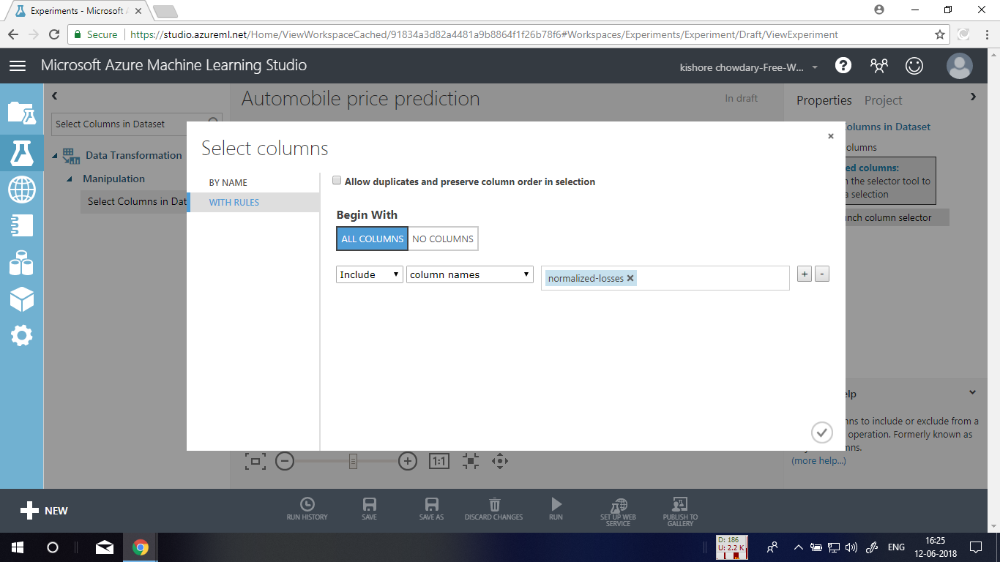 Experiments - Microsoft A
Secure
https://studio.azureml.net/Home/ViewWorkspaceCached/91834a3d82a4481a9b8864f1f26b78f6#Workspaces/Experiments/Experiment/Draft/ViewExperiment
Microsoft Azure Machine Learning Studio
kishore chowdary-Free-W...
Select Columns in Dataset
Data Transformation
Manipulation
Select Columns in Dat
Automobile price prediction
In draft
Select columns
BY NAME
WITH RULES
Allow duplicates and preserve column order in selection
Begin With
ALL COLUMNS
NO COLUMNS
Include
column names
normalized-losses
+
-
1:1
Properties
Project
olumns in Dataset
olumns
ed columns:
the selector tool to
a selection
nch column selector
elp
ns to include or exclude from a
operation. Formerly known as
mns.
(more help...)
NEW
RUN HISTORY
SAVE
SAVE AS
DISCARD CHANGES
RUN
SET UP WEB
SERVICE
PUBLISH TO
GALLERY
D: 186
U: 2.2 K
ENG
16:25
12-06-2018